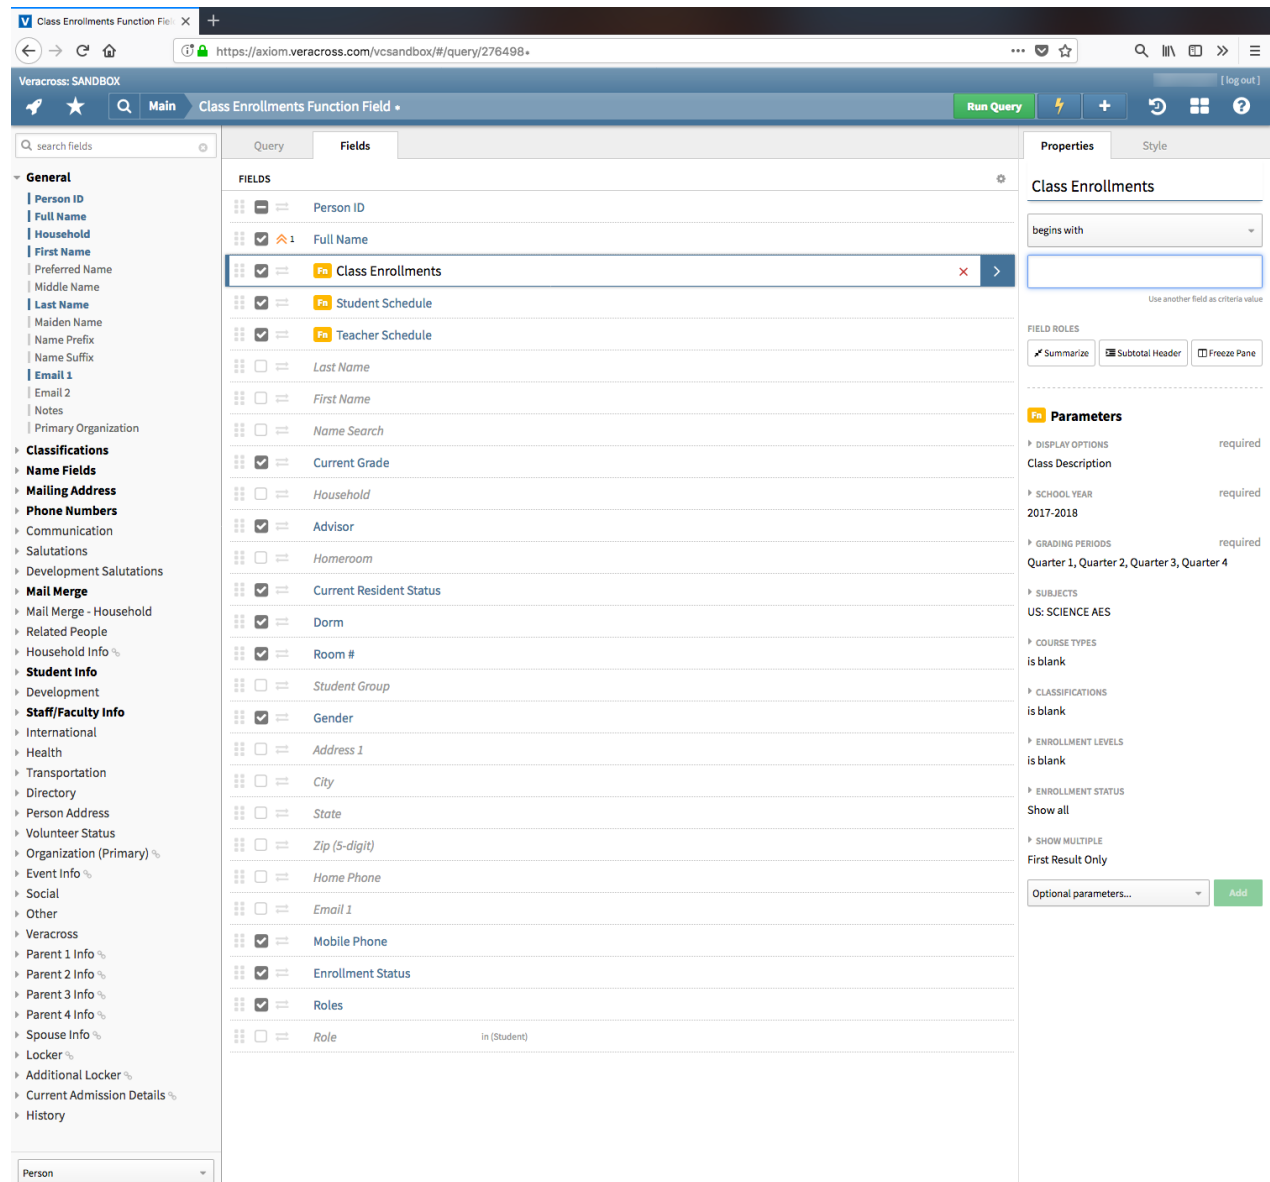 Class Enrollments Function Fiel
https://axiom.veracross.com/vcsandbox/#/query/276498•
Veracross: SANDBOX
[ log out ]
Main
Class Enrollments Function Field •
Run Query
search fields
General
Person ID
Full Name
Household
First Name
Preferred Name
Middle Name
Last Name
Maiden Name
Name Prefix
Name Suffix
Email 1
Email 2
Notes
Primary Organization
Classifications
Name Fields
Mailing Address
Phone Numbers
Communication
Salutations
Development Salutations
Mail Merge
Mail Merge - Household
Related People
Household Info
Student Info
Development
Staff/Faculty Info
International
Health
Transportation
Directory
Person Address
Volunteer Status
Organization (Primary)
Event Info
Social
Other
Veracross
Parent 1 Info
Parent 2 Info
Parent 3 Info
Parent 4 Info
Spouse Info
Locker
Additional Locker
Current Admission Details
History
Person
Query
Fields
FIELDS
Person ID
1 Full Name
Fn Class Enrollments
Fn Student Schedule
Fn Teacher Schedule
Last Name
First Name
Name Search
Current Grade
Household
Advisor
Homeroom
Current Resident Status
Dorm
Room #
Student Group
Gender
Address 1
City
State
Zip (5-digit)
Home Phone
Email 1
Mobile Phone
Enrollment Status
Roles
Role in (Student)
Properties
Style
Class Enrollments
begins with
Use another field as criteria value
FIELD ROLES
Summarize
Subtotal Header
Freeze Pane
Fn Parameters
DISPLAY OPTIONS required
Class Description
SCHOOL YEAR required
2017-2018
GRADING PERIODS required
Quarter 1, Quarter 2, Quarter 3, Quarter 4
SUBJECTS
US: SCIENCE AES
COURSE TYPES
is blank
CLASSIFICATIONS
is blank
ENROLLMENT LEVELS
is blank
ENROLLMENT STATUS
Show all
SHOW MULTIPLE
First Result Only
Optional parameters...
Add